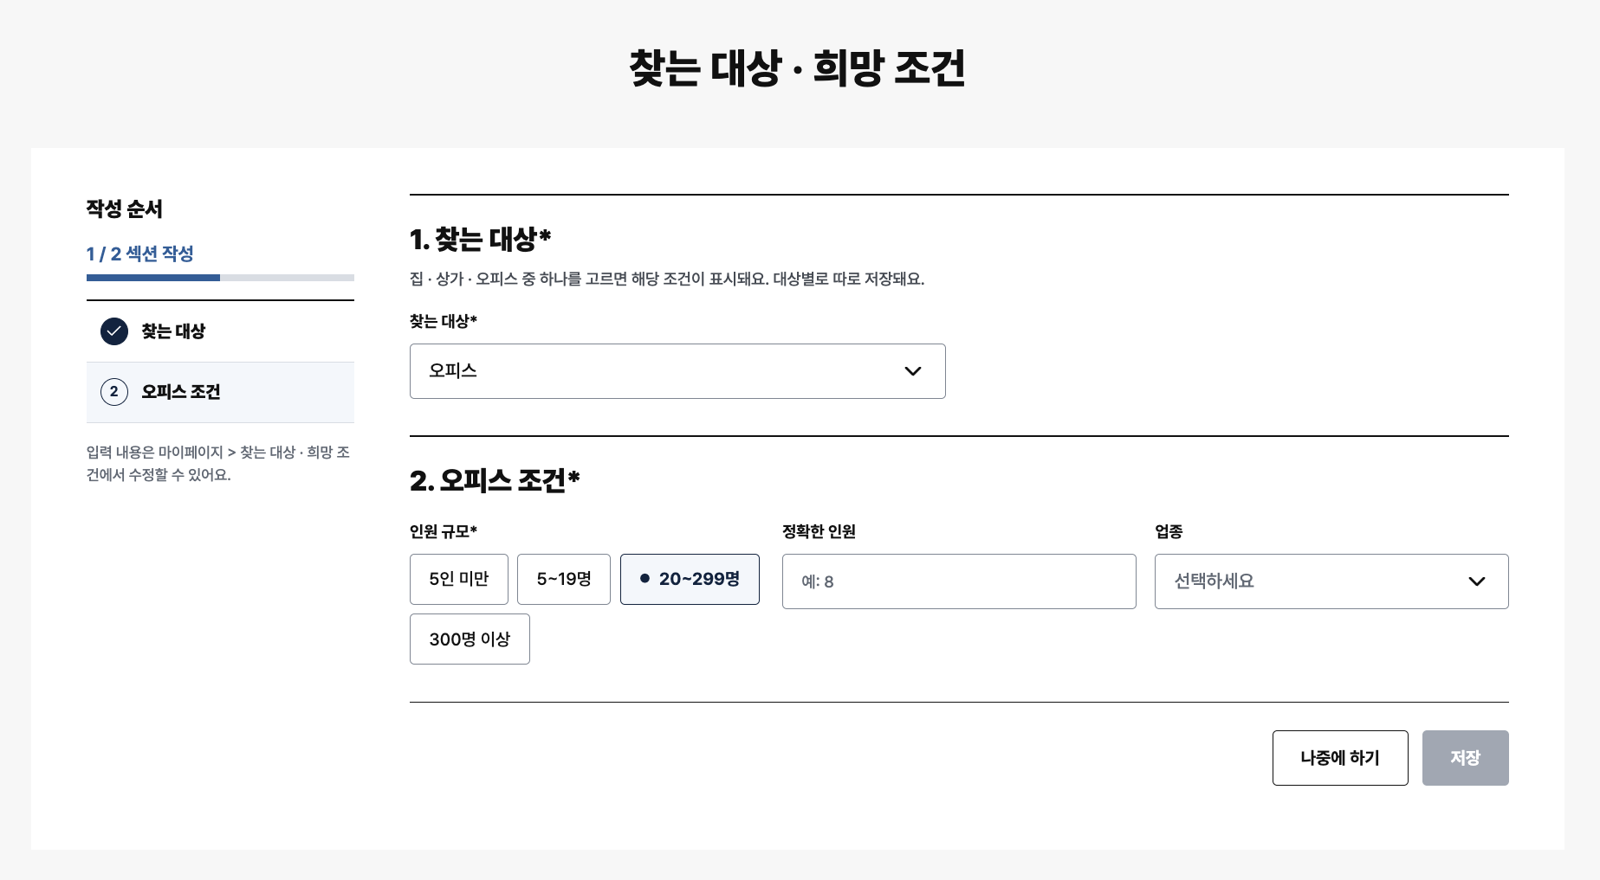 찾는 대상 · 희망 조건
작성 순서
1 / 2 섹션 작성
찾는 대상
2 오피스 조건
입력 내용은 마이페이지 > 찾는 대상 · 희망 조
건에서 수정할 수 있어요.
1. 찾는 대상*
집 · 상가 · 오피스 중 하나를 고르면 해당 조건이 표시돼요. 대상별로 따로 저장돼요.
찾는 대상*
오피스
2. 오피스 조건*
인원 규모*
5인 미만
5~19명
20~299명
300명 이상
정확한 인원
예: 8
업종
선택하세요
나중에 하기
저장